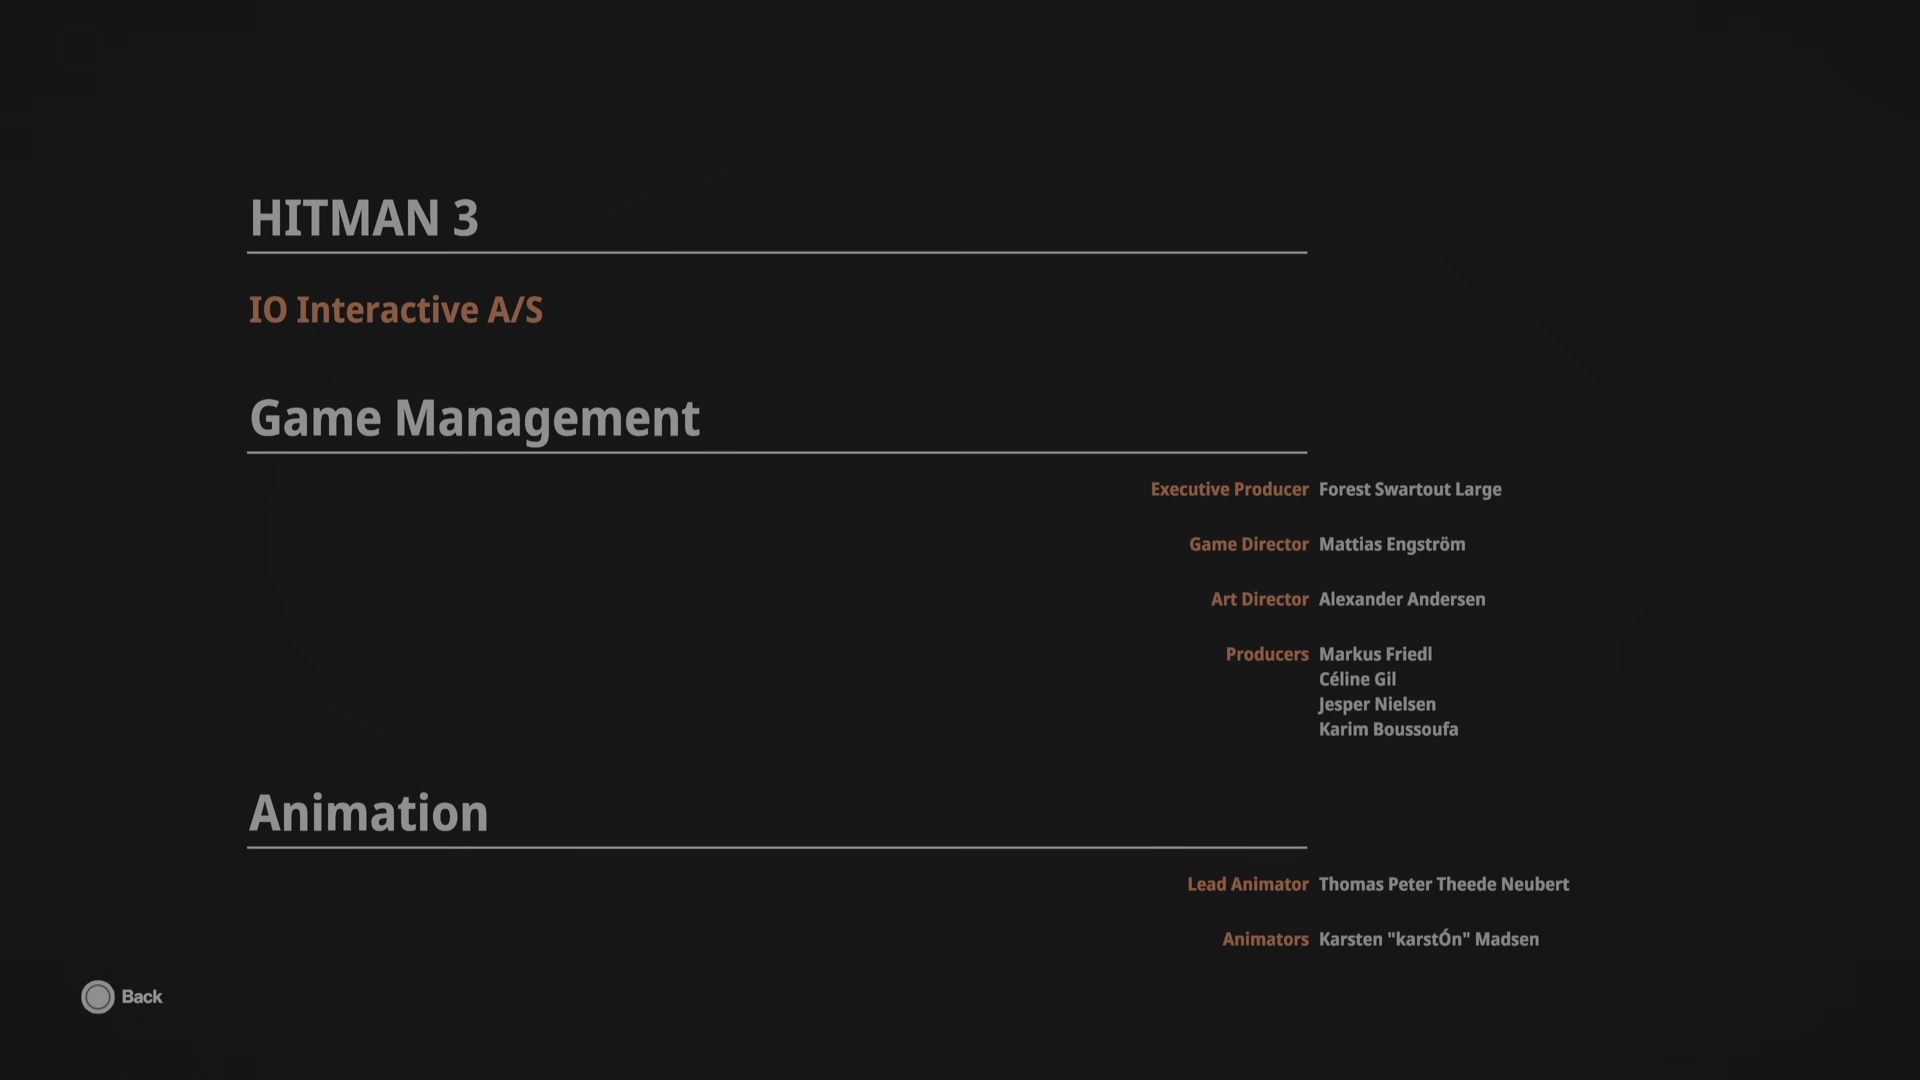 HITMAN 3
IO Interactive A/S
Game Management
Executive Producer Forest Swartout Large
Game Director Mattias Engström
Art Director Alexander Andersen
Producers Markus Friedl
Céline Gil
Jesper Nielsen
Karim Boussoufa
Animation
Lead Animator Thomas Peter Theede Neubert
Animators Karsten "karstÓn" Madsen
Back